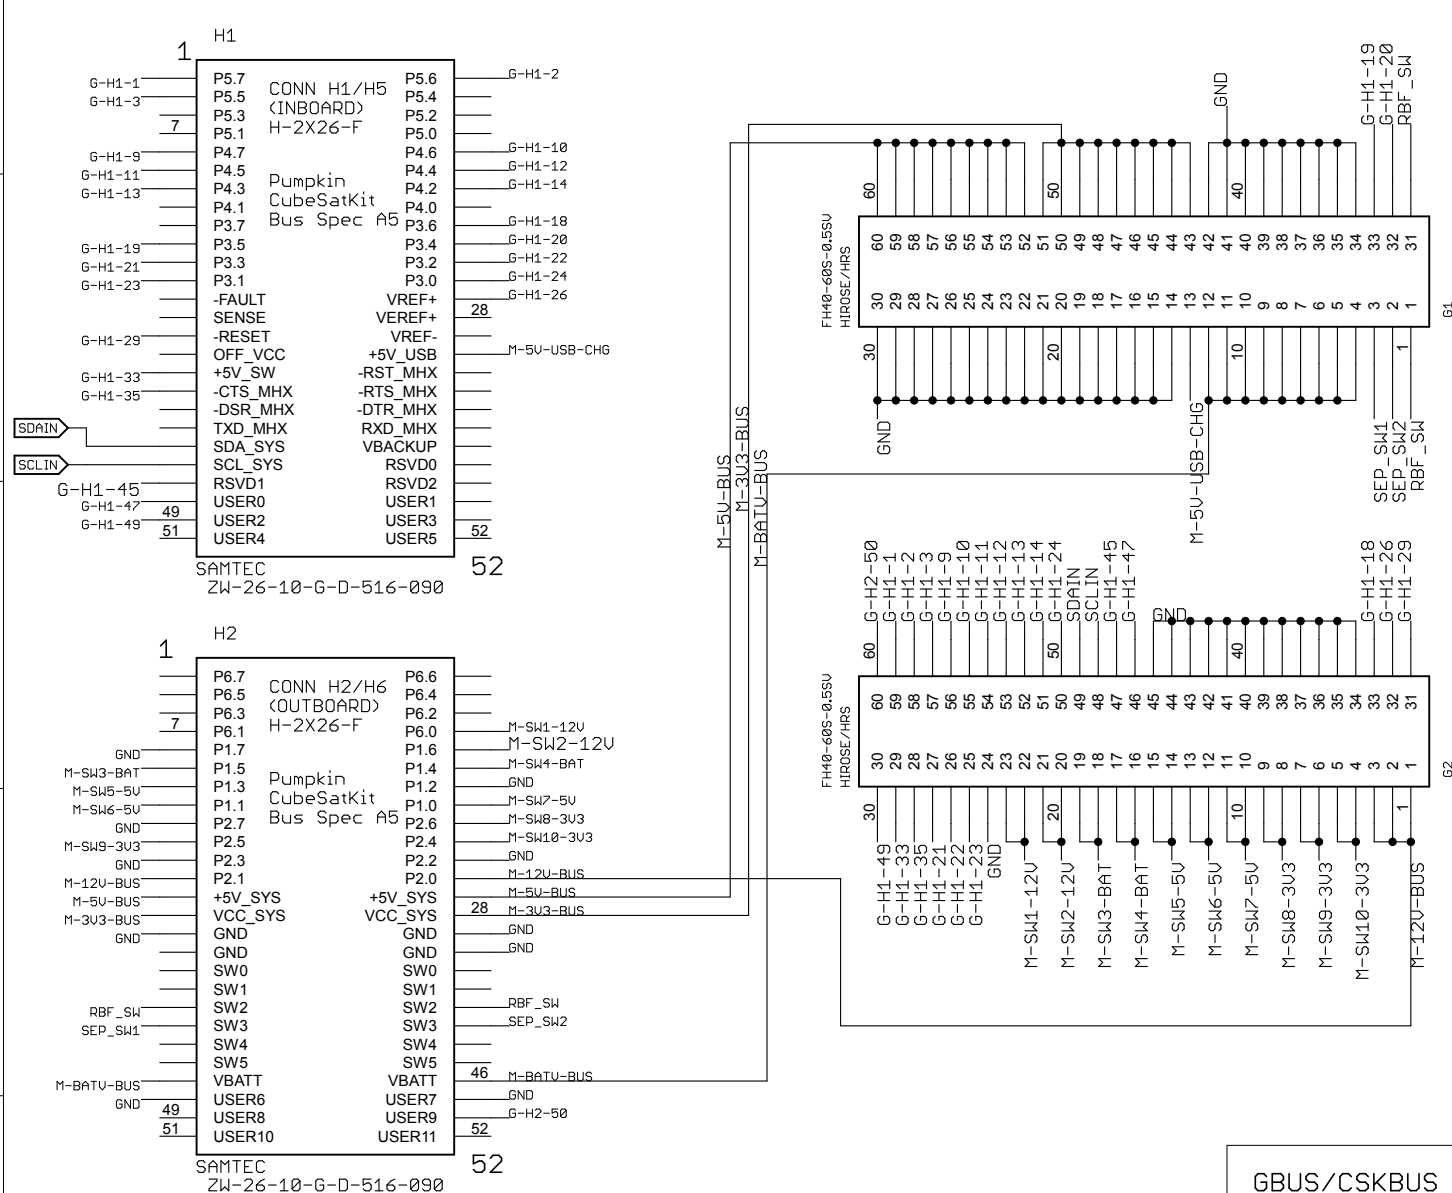 H1
1
CONN H1/H5
(INBOARD)
H-2X26-F
Pumpkin
CubeSatKit
Bus Spec A5
G-H1-1 P5.7 P5.6 G-H1-2
G-H1-3 P5.5 P5.4
P5.3 P5.2
7 P5.1 P5.0
G-H1-9 P4.7 P4.6 G-H1-10
G-H1-11 P4.5 P4.4 G-H1-12
G-H1-13 P4.3 P4.2 G-H1-14
P4.1 P4.0
P3.7 P3.6 G-H1-18
G-H1-19 P3.5 P3.4 G-H1-20
G-H1-21 P3.3 P3.2 G-H1-22
G-H1-23 P3.1 P3.0 G-H1-24
-FAULT VREF+ G-H1-26
SENSE VEREF+ 28
G-H1-29 -RESET VREF-
OFF_VCC +5V_USB M-5V-USB-CHG
G-H1-33 +5V_SW -RST_MHX
G-H1-35 -CTS_MHX -RTS_MHX
-DSR_MHX -DTR_MHX
SDAIN TXD_MHX RXD_MHX
SDA_SYS VBACKUP
SCLIN SCL_SYS RSVD0
G-H1-45 RSVD1 RSVD2
G-H1-47 USER0 USER1
G-H1-49 49 USER2 USER3
51 USER4 USER5 52
52
SAMTEC
ZW-26-10-G-D-516-090
H2
1
CONN H2/H6
(OUTBOARD)
H-2X26-F
Pumpkin
CubeSatKit
Bus Spec A5
P6.7 P6.6
P6.5 P6.4
P6.3 P6.2
7 P6.1 P6.0 M-SW1-12V
GND P1.7 P1.6 M-SW2-12V
M-SW3-BAT P1.5 P1.4 M-SW4-BAT
M-SW5-5V P1.3 P1.2 GND
M-SW6-5V P1.1 P1.0 M-SW7-5V
GND P2.7 P2.6 M-SW8-3V3
M-SW9-3V3 P2.5 P2.4 M-SW10-3V3
GND P2.3 P2.2 GND
M-12V-BUS P2.1 P2.0 M-12V-BUS
M-5V-BUS +5V_SYS +5V_SYS M-5V-BUS
M-3V3-BUS VCC_SYS VCC_SYS 28 M-3V3-BUS
GND GND GND GND
GND GND GND
SW0 SW0
SW1 SW1
RBF_SW SW2 SW2 RBF_SW
SEP_SW1 SW3 SW3 SEP_SW2
SW4 SW4
SW5 SW5
M-BATV-BUS VBATT VBATT 46 M-BATV-BUS
GND USER6 USER7 GND
49 USER8 USER9 G-H2-50
51 USER10 USER11 52
52
SAMTEC
ZW-26-10-G-D-516-090
M-5V-BUS
M-3V3-BUS
M-BATV-BUS
GND
GND
G-H1-19
G-H1-20
RBF_SW
60 50 40
60 59 58 57 56 55 54 53 52 51 50 49 48 47 46 45 44 43 42 41 40 39 38 37 36 35 34 33 32 31
FH40-60S-0.5SV
HIROSE/HRS
30 29 28 27 26 25 24 23 22 21 20 19 18 17 16 15 14 13 12 11 10 9 8 7 6 5 4 3 2 1
G1
30 20 10 1
M-5V-USB-CHG
SEP_SW1
SEP_SW2
RBF_SW
G-H2-50
G-H1-1
G-H1-2
G-H1-3
G-H1-9
G-H1-10
G-H1-11
G-H1-12
G-H1-13
G-H1-14
G-H1-24
SDAIN
SCLIN
G-H1-45
G-H1-47
GND
G-H1-18
G-H1-26
G-H1-29
60 50 40
60 59 58 57 56 55 54 53 52 51 50 49 48 47 46 45 44 43 42 41 40 39 38 37 36 35 34 33 32 31
FH40-60S-0.5SV
HIROSE/HRS
30 29 28 27 26 25 24 23 22 21 20 19 18 17 16 15 14 13 12 11 10 9 8 7 6 5 4 3 2 1
G2
30 20 10 1
G-H1-49
G-H1-33
G-H1-35
G-H1-21
G-H1-22
G-H1-23
GND
M-SW1-12V
M-SW2-12V
M-SW3-BAT
M-SW4-BAT
M-SW5-5V
M-SW6-5V
M-SW7-5V
M-SW8-3V3
M-SW9-3V3
M-SW10-3V3
M-12V-BUS
GBUS/CSKBUS